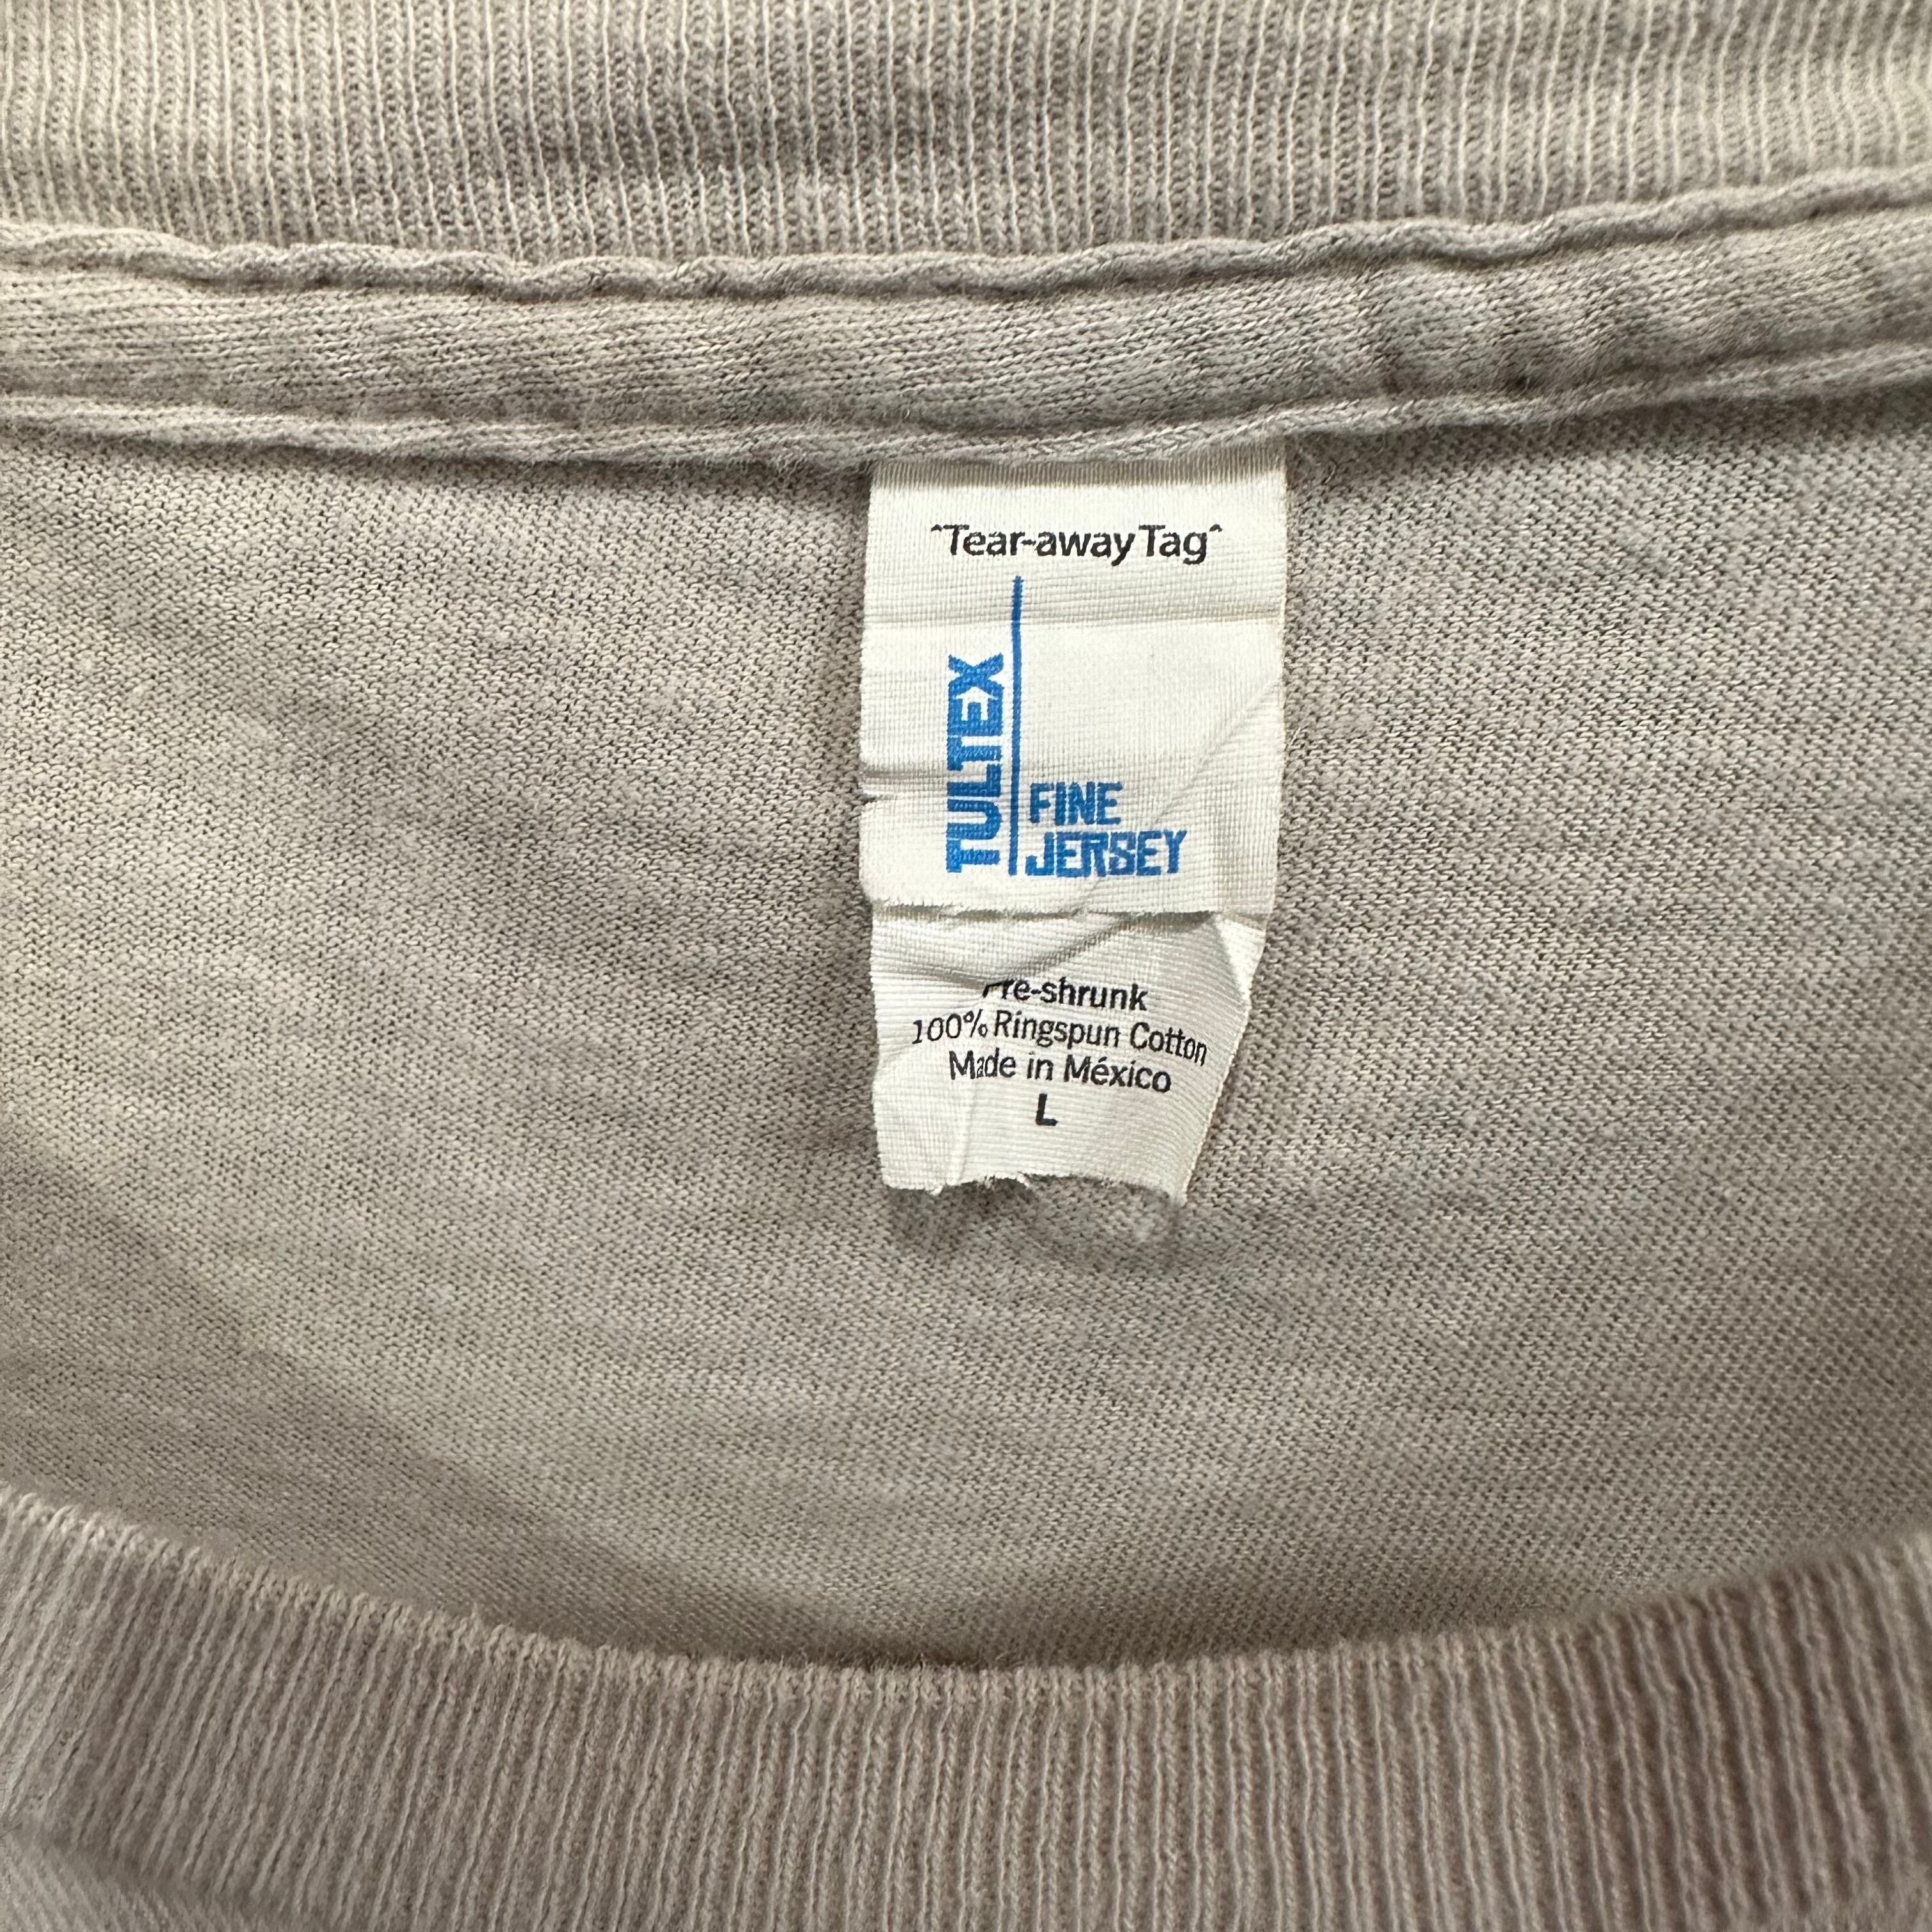 "Tear-away Tag"
TULTEX
FINE
JERSEY
Pre-shrunk
100% Ringspun Cotton
Made in México
L